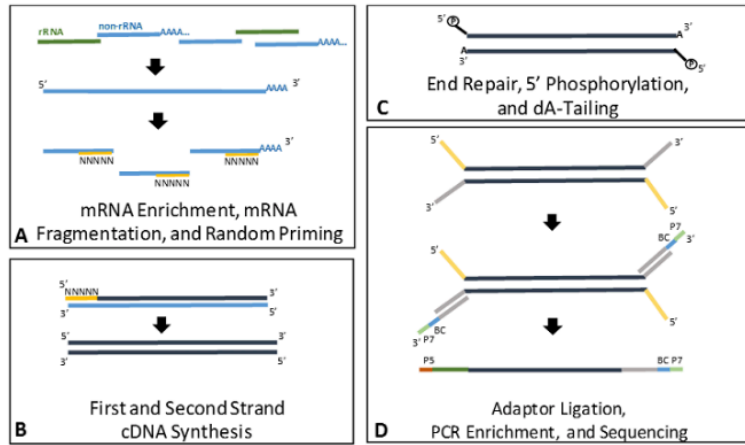 rRNA
non-rRNA
AAAA...
AAAA...
5’
3’
AAAA
3’
AAAA
NNNNN
NNNNN
NNNNN
mRNA Enrichment, mRNA
A
Fragmentation, and Random Priming
5’
NNNNN
3’
3’
5’
5’
3’
3’
5’
First and Second Strand
B
cDNA Synthesis
5’
P
3’
A
A
3’
P
5’
End Repair, 5’ Phosphorylation,
C
and dA-Tailing
5’
3’
3’
5’
P7
BC
3’
5’
BC
5’
3’
P7
P5
BC P7
Adaptor Ligation,
D
PCR Enrichment, and Sequencing